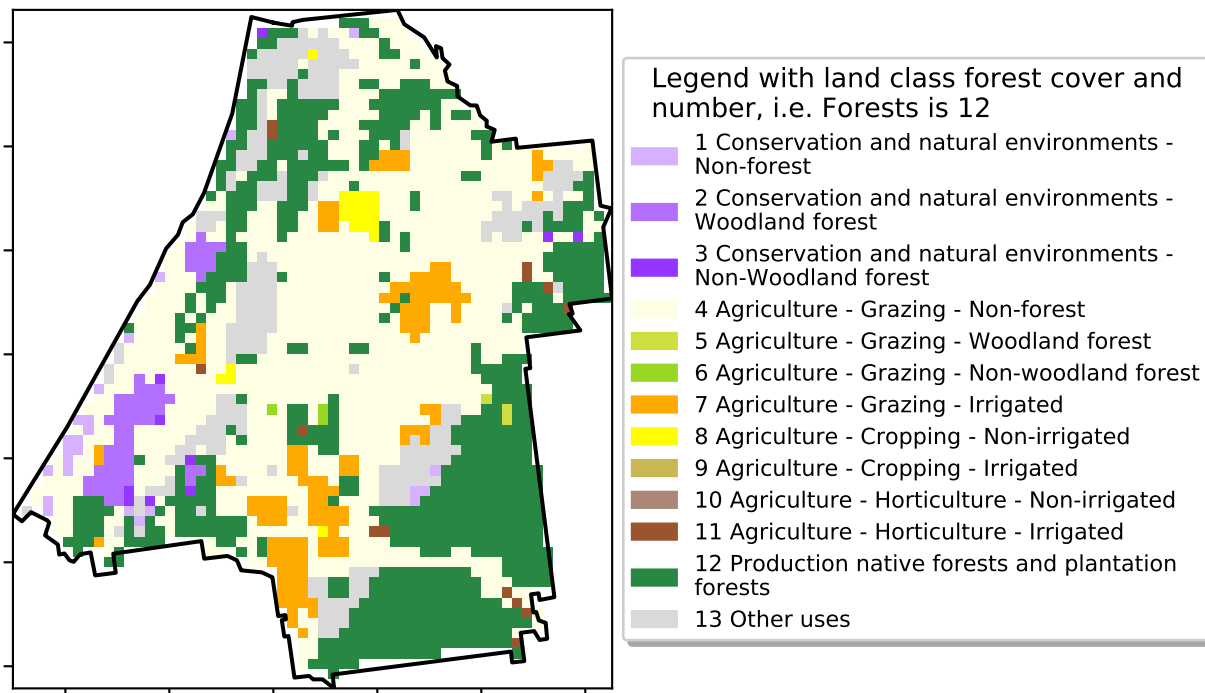 Legend with land class forest cover and
number, i.e. Forests is 12
1 Conservation and natural environments -
Non-forest
2 Conservation and natural environments -
Woodland forest
3 Conservation and natural environments -
Non-Woodland forest
4 Agriculture - Grazing - Non-forest
5 Agriculture - Grazing - Woodland forest
6 Agriculture - Grazing - Non-woodland forest
7 Agriculture - Grazing - Irrigated
8 Agriculture - Cropping - Non-irrigated
9 Agriculture - Cropping - Irrigated
10 Agriculture - Horticulture - Non-irrigated
11 Agriculture - Horticulture - Irrigated
12 Production native forests and plantation
forests
13 Other uses